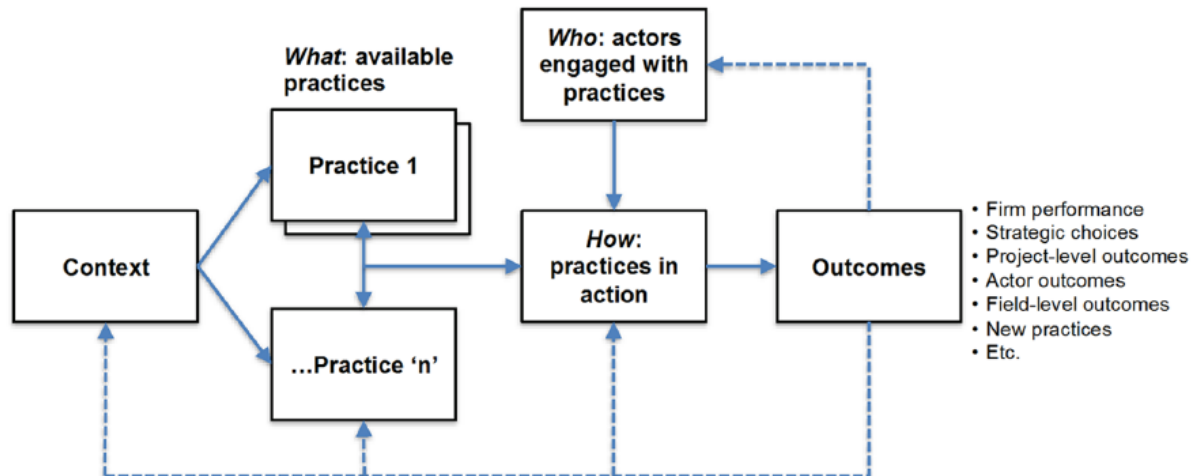 What: available
practices
Who: actors
engaged with
practices
Practice 1
Context
How:
practices in
action
Outcomes
• Firm performance
• Strategic choices
• Project-level outcomes
• Actor outcomes
• Field-level outcomes
• New practices
• Etc.
...Practice ‘n’